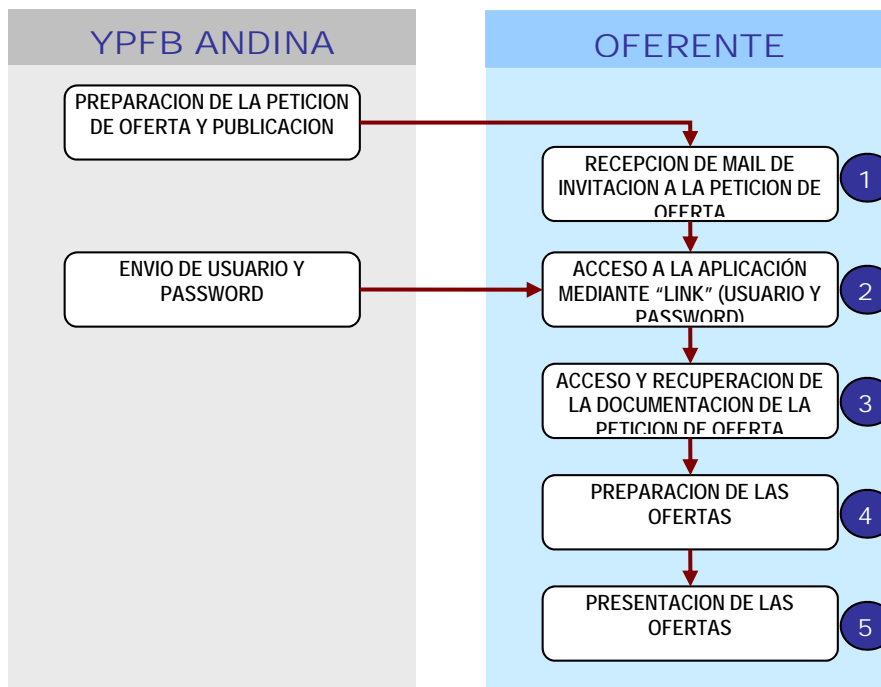 YPFB ANDINA
OFERENTE
PREPARACION DE LA PETICION
DE OFERTA Y PUBLICACION
RECEPCION DE MAIL DE
INVITACION A LA PETICION DE
OFERTA
1
ENVIO DE USUARIO Y
PASSWORD
ACCESO A LA APLICACIÓN
MEDIANTE “LINK” (USUARIO Y
PASSWORD)
2
ACCESO Y RECUPERACION DE
LA DOCUMENTACION DE LA
PETICION DE OFERTA
3
PREPARACION DE LAS
OFERTAS
4
PRESENTACION DE LAS
OFERTAS
5